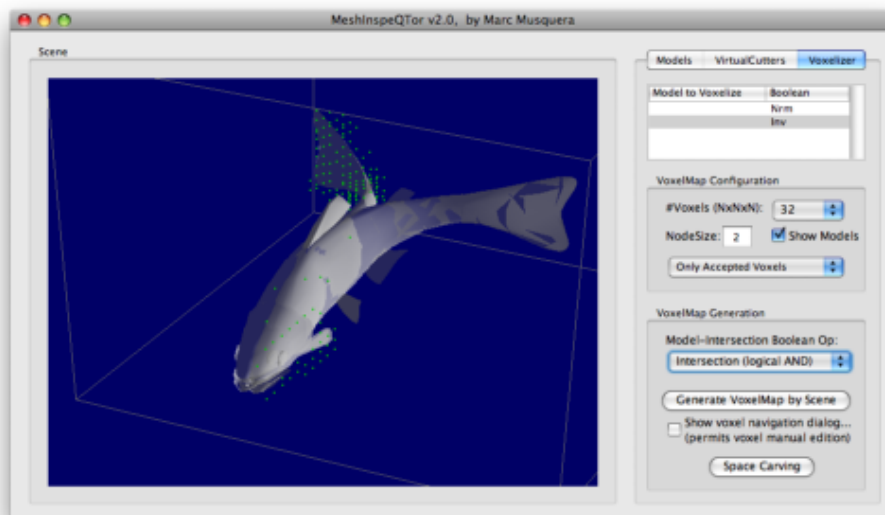 MeshInspeQTor v2.0, by Marc Musquera
Scene
Models VirtualCutters Voxelizer
Model to Voxelize Boolean
Nrm
Inv
VoxelMap Configuration
#Voxels (NxNxN): 32
NodeSize: 2 Show Models
Only Accepted Voxels
VoxelMap Generation
Model-Intersection Boolean Op:
Intersection (logical AND)
Generate VoxelMap by Scene
Show voxel navigation dialog...
(permits voxel manual edition)
Space Carving